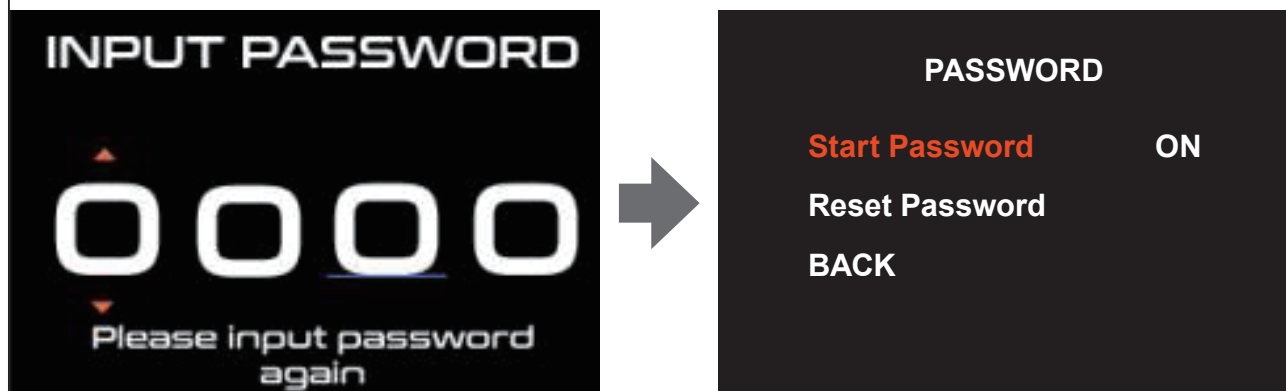 INPUT PASSWORD
0000
Please input password
again
PASSWORD
Start Password ON
Reset Password
BACK